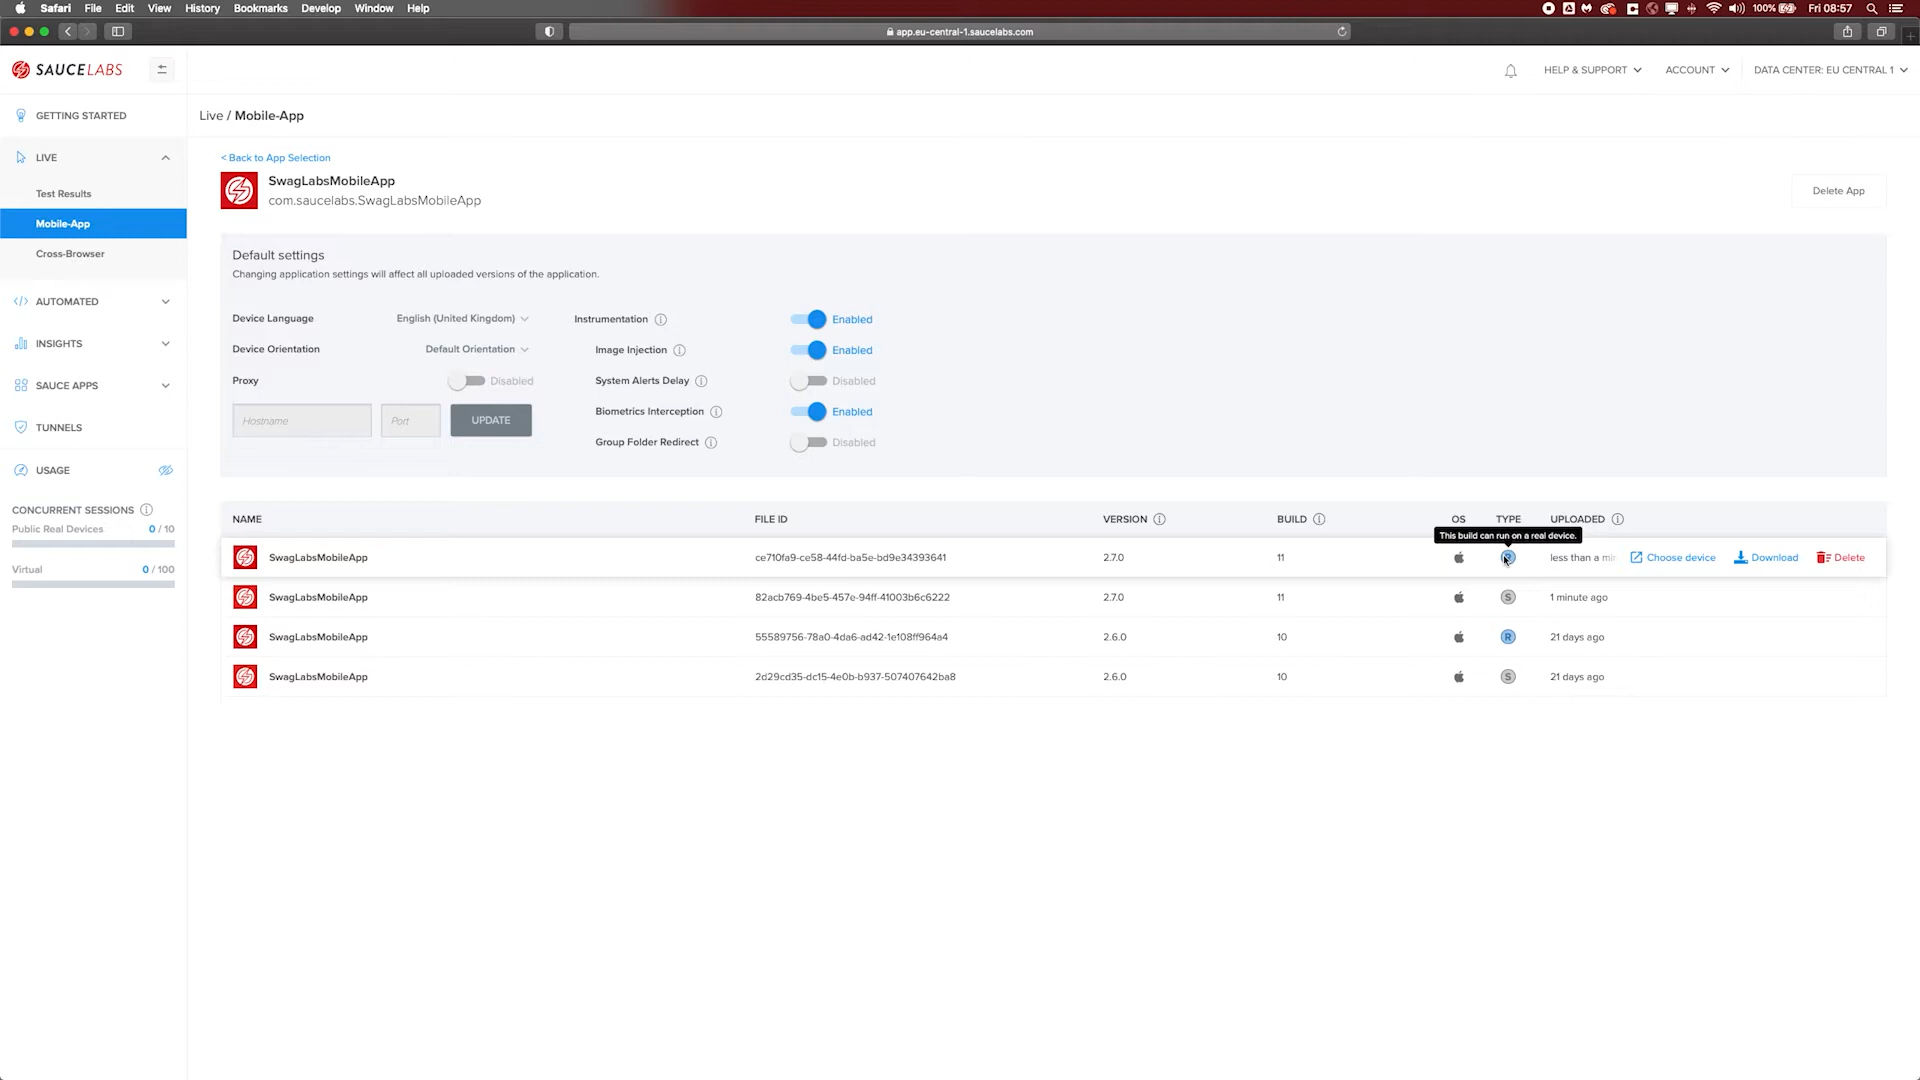 Safari File Edit View History Bookmarks Develop Window Help 100% Fri 08:57
app.eu-central-1.saucelabs.com
SAUCELABS
HELP & SUPPORT ACCOUNT DATA CENTER: EU CENTRAL 1
GETTING STARTED
LIVE
Test Results
Mobile-App
Cross-Browser
AUTOMATED
INSIGHTS
SAUCE APPS
TUNNELS
USAGE
CONCURRENT SESSIONS
Public Real Devices 0 / 10
Virtual 0 / 100
Live / Mobile-App
< Back to App Selection
SwagLabsMobileApp
com.saucelabs.SwagLabsMobileApp
Delete App
Default settings
Changing application settings will affect all uploaded versions of the application.
Device Language English (United Kingdom) Instrumentation Enabled
Device Orientation Default Orientation Image Injection Enabled
Proxy Disabled System Alerts Delay Disabled
Hostname Port UPDATE Biometrics Interception Enabled
Group Folder Redirect Disabled
NAME FILE ID VERSION BUILD OS TYPE UPLOADED
This build can run on a real device.
SwagLabsMobileApp ce710fa9-ce58-44fd-ba5e-bd9e34393641 2.7.0 11 less than a min Choose device Download Delete
SwagLabsMobileApp 82acb769-4be5-457e-94ff-41003b6c6222 2.7.0 11 S 1 minute ago
SwagLabsMobileApp 55589756-78a0-4da6-ad42-1e108ff964a4 2.6.0 10 R 21 days ago
SwagLabsMobileApp 2d29cd35-dc15-4e0b-b937-507407642ba8 2.6.0 10 S 21 days ago